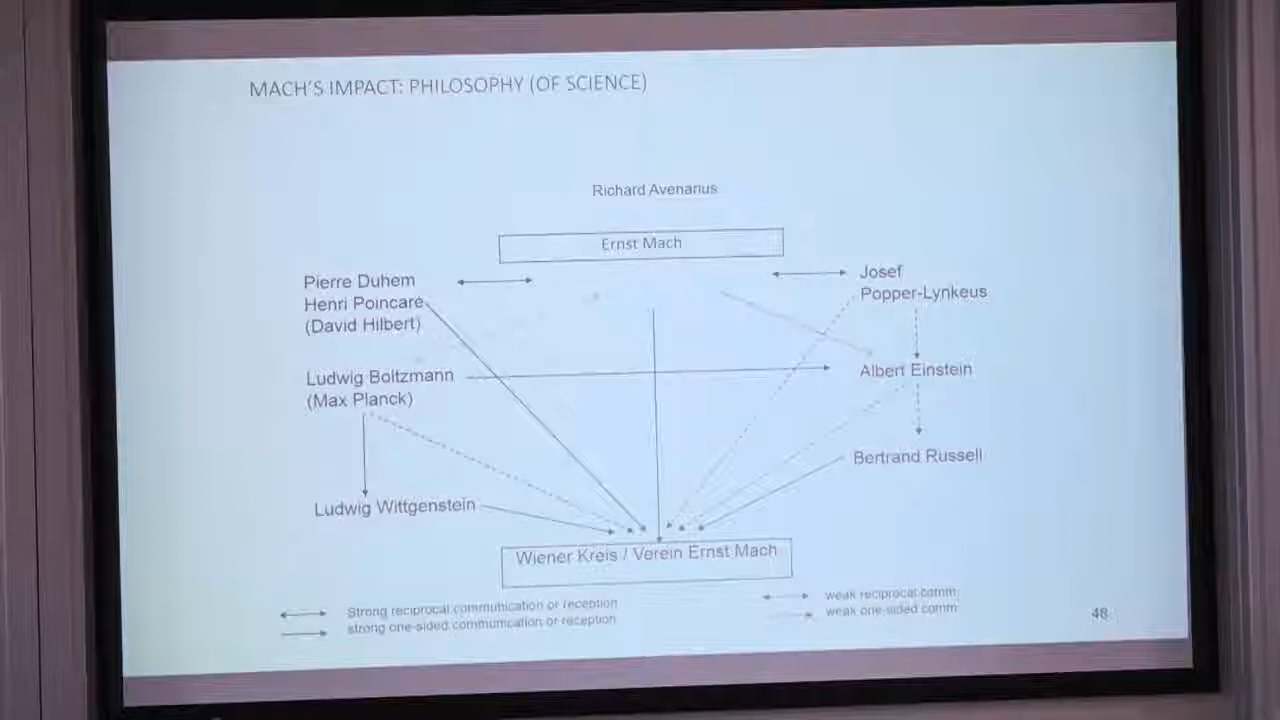 MACH'S IMPACT: PHILOSOPHY (OF SCIENCE)
Richard Avenarius
Ernst Mach
Pierre Duhem
Henri Poincaré
(David Hilbert)
Josef
Popper-Lynkeus
Ludwig Boltzmann
(Max Planck)
Albert Einstein
Bertrand Russell
Ludwig Wittgenstein
Wiener Kreis / Verein Ernst Mach
Strong reciprocal communication or reception
strong one-sided communication or reception
weak reciprocal comm.
weak one-sided comm.
48